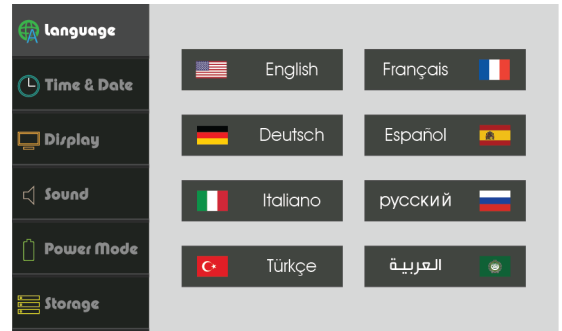 Language
Time & Date
Display
Sound
Power Mode
Storage
English
Français
Deutsch
Español
Italiano
русский
Türkçe
العربية